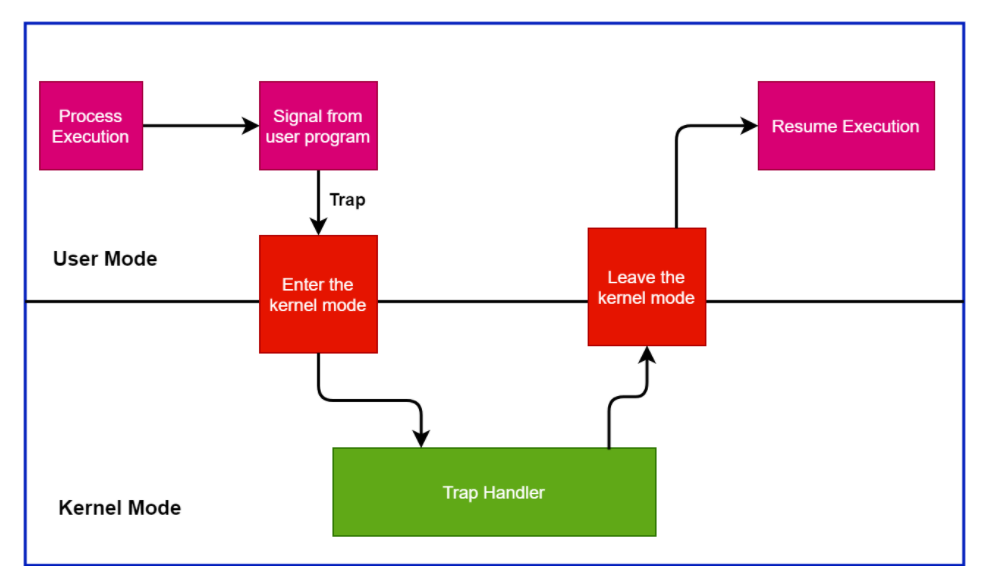 Process
Execution
Signal from
user program
Resume Execution
Trap
User Mode
Enter the
kernel mode
Leave the
kernel mode
Trap Handler
Kernel Mode